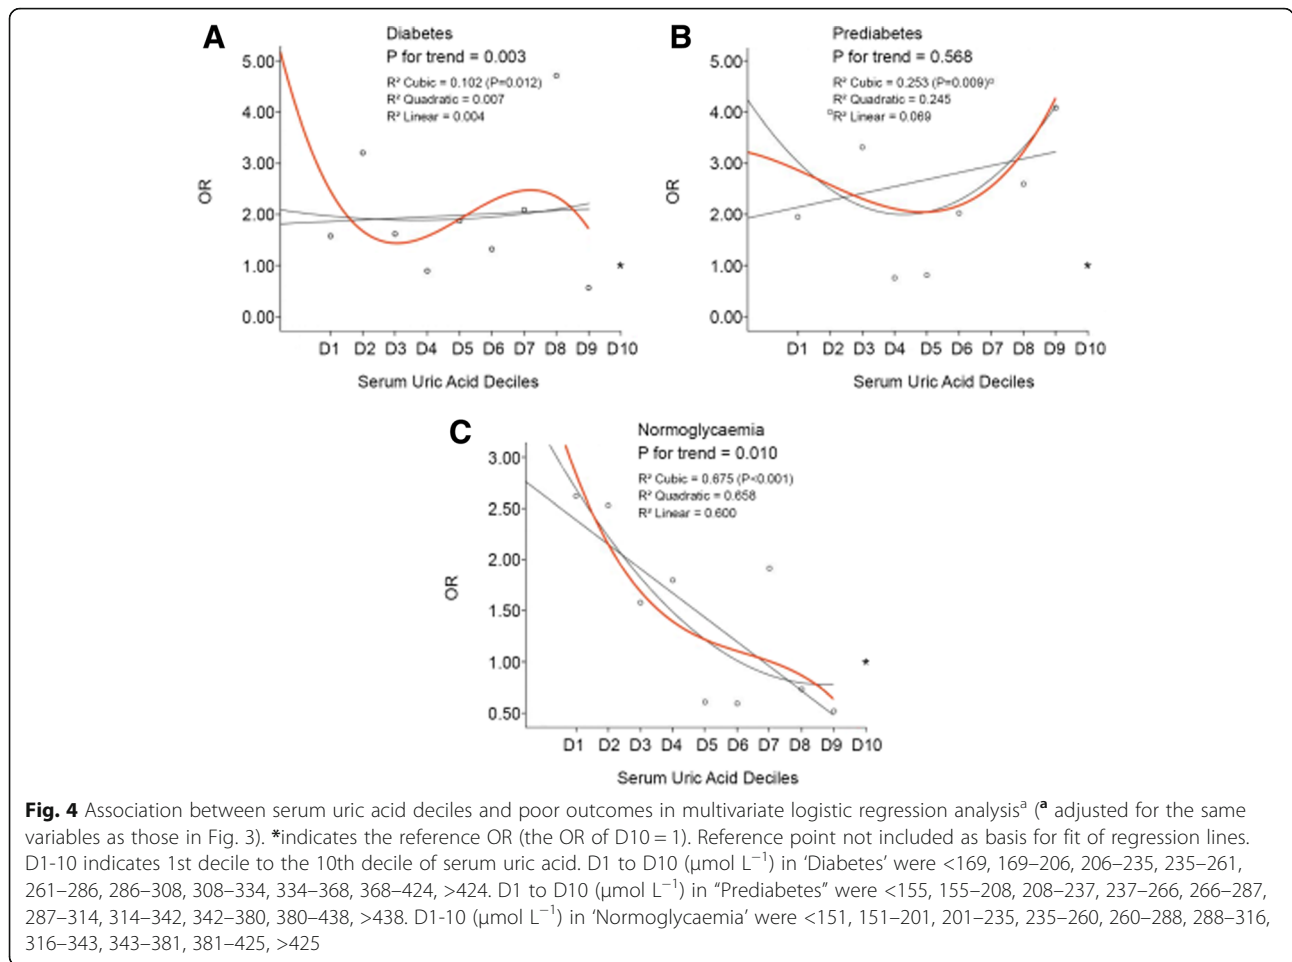 A
Diabetes
P for trend = 0.003
R² Cubic = 0.102 (P=0.012)
R² Quadratic = 0.007
R² Linear = 0.004
5.00
4.00
3.00
2.00
1.00
0.00
OR
D1 D2 D3 D4 D5 D6 D7 D8 D9 D10
Serum Uric Acid Deciles
B
Prediabetes
P for trend = 0.568
R² Cubic = 0.253 (P=0.009)
R² Quadratic = 0.245
R² Linear = 0.069
5.00
4.00
3.00
2.00
1.00
0.00
OR
*
*
D1 D2 D3 D4 D5 D6 D7 D8 D9 D10
Serum Uric Acid Deciles
C
Normoglycaemia
P for trend = 0.010
R² Cubic = 0.675 (P<0.001)
R² Quadratic = 0.658
R² Linear = 0.600
3.00
2.50
2.00
1.50
1.00
0.50
OR
*
D1 D2 D3 D4 D5 D6 D7 D8 D9 D10
Serum Uric Acid Deciles
Fig. 4 Association between serum uric acid deciles and poor outcomes in multivariate logistic regression analysisᵃ (ᵃ adjusted for the same
variables as those in Fig. 3). *indicates the reference OR (the OR of D10 = 1). Reference point not included as basis for fit of regression lines.
D1-10 indicates 1st decile to the 10th decile of serum uric acid. D1 to D10 (μmol L⁻¹) in ‘Diabetes’ were <169, 169–206, 206–235, 235–261,
261–286, 286–308, 308–334, 334–368, 368–424, >424. D1 to D10 (μmol L⁻¹) in “Prediabetes” were <155, 155–208, 208–237, 237–266, 266–287,
287–314, 314–342, 342–380, 380–438, >438. D1-10 (μmol L⁻¹) in ‘Normoglycaemia’ were <151, 151–201, 201–235, 235–260, 260–288, 288–316,
316–343, 343–381, 381–425, >425